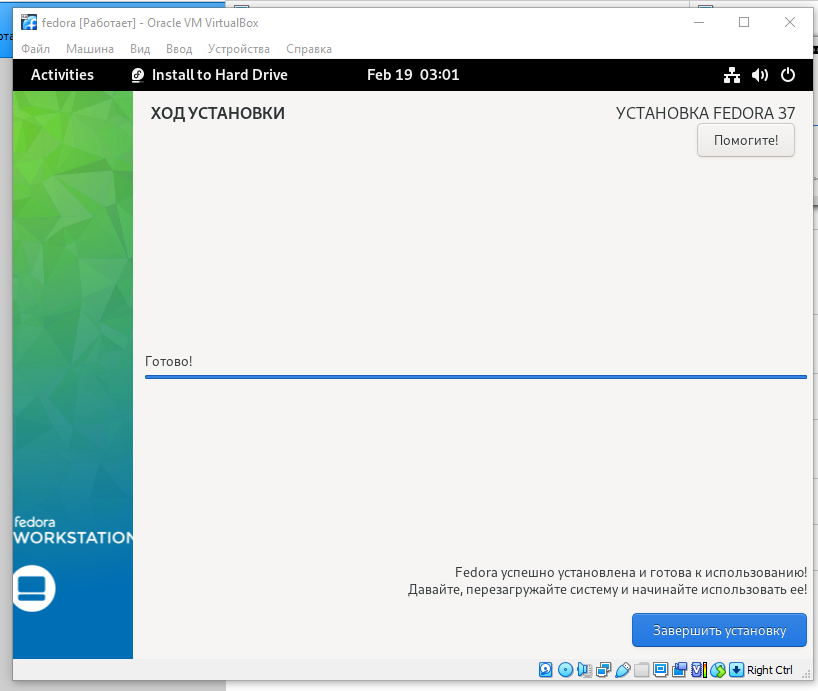 fedora [Работает] - Oracle VM VirtualBox
Файл Машина Вид Ввод Устройства Справка
Activities Install to Hard Drive Feb 19 03:01
ХОД УСТАНОВКИ УСТАНОВКА FEDORA 37
Помогите!
Готово!
fedora
WORKSTATION
Fedora успешно установлена и готова к использованию!
Давайте, перезагружайте систему и начинайте использовать ее!
Завершить установку
Right Ctrl